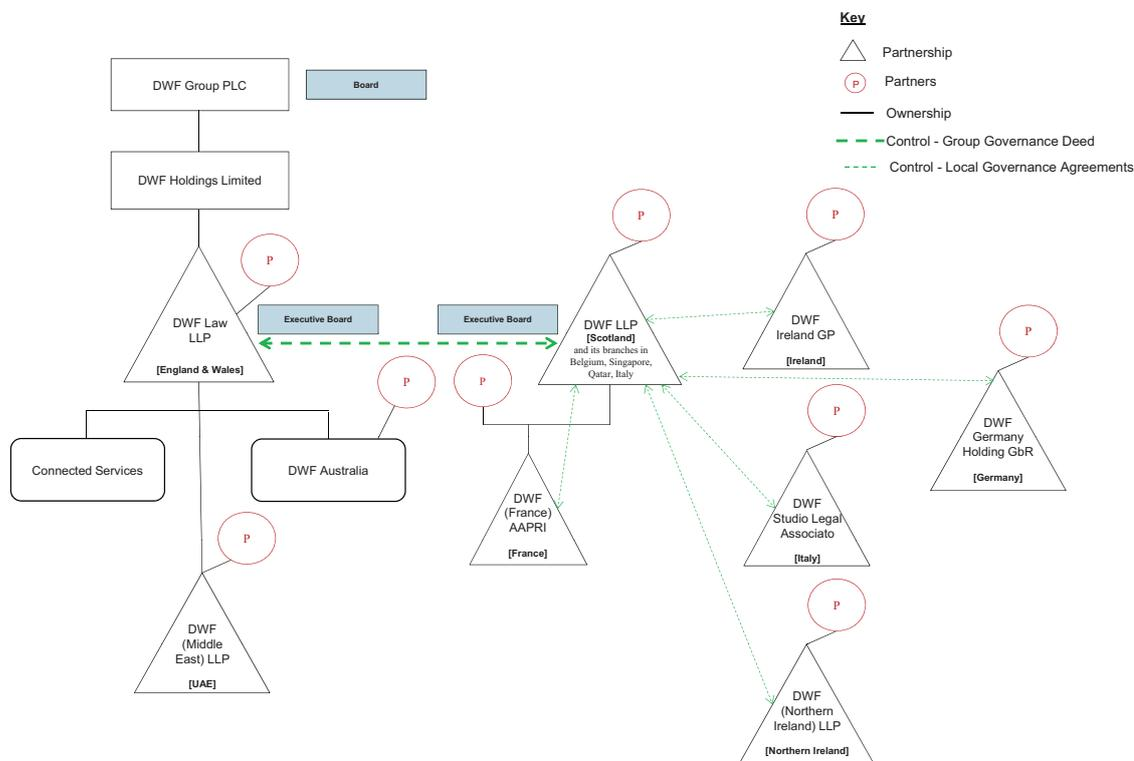 Key
Partnership
P
Partners
Ownership
Control - Group Governance Deed
Control - Local Governance Agreements
DWF Group PLC
Board
DWF Holdings Limited
P
DWF Law
LLP
[England & Wales]
Executive Board
Executive Board
P
DWF LLP
[Scotland]
and its branches in
Belgium, Singapore,
Qatar, Italy
P
DWF
Ireland GP
[Ireland]
P
DWF
Germany
Holding GbR
[Germany]
Connected Services
P
DWF Australia
P
DWF
(France)
AAPRI
[France]
P
DWF
Studio Legal
Associato
[Italy]
P
DWF
(Middle
East) LLP
[UAE]
P
DWF
(Northern
Ireland) LLP
[Northern Ireland]